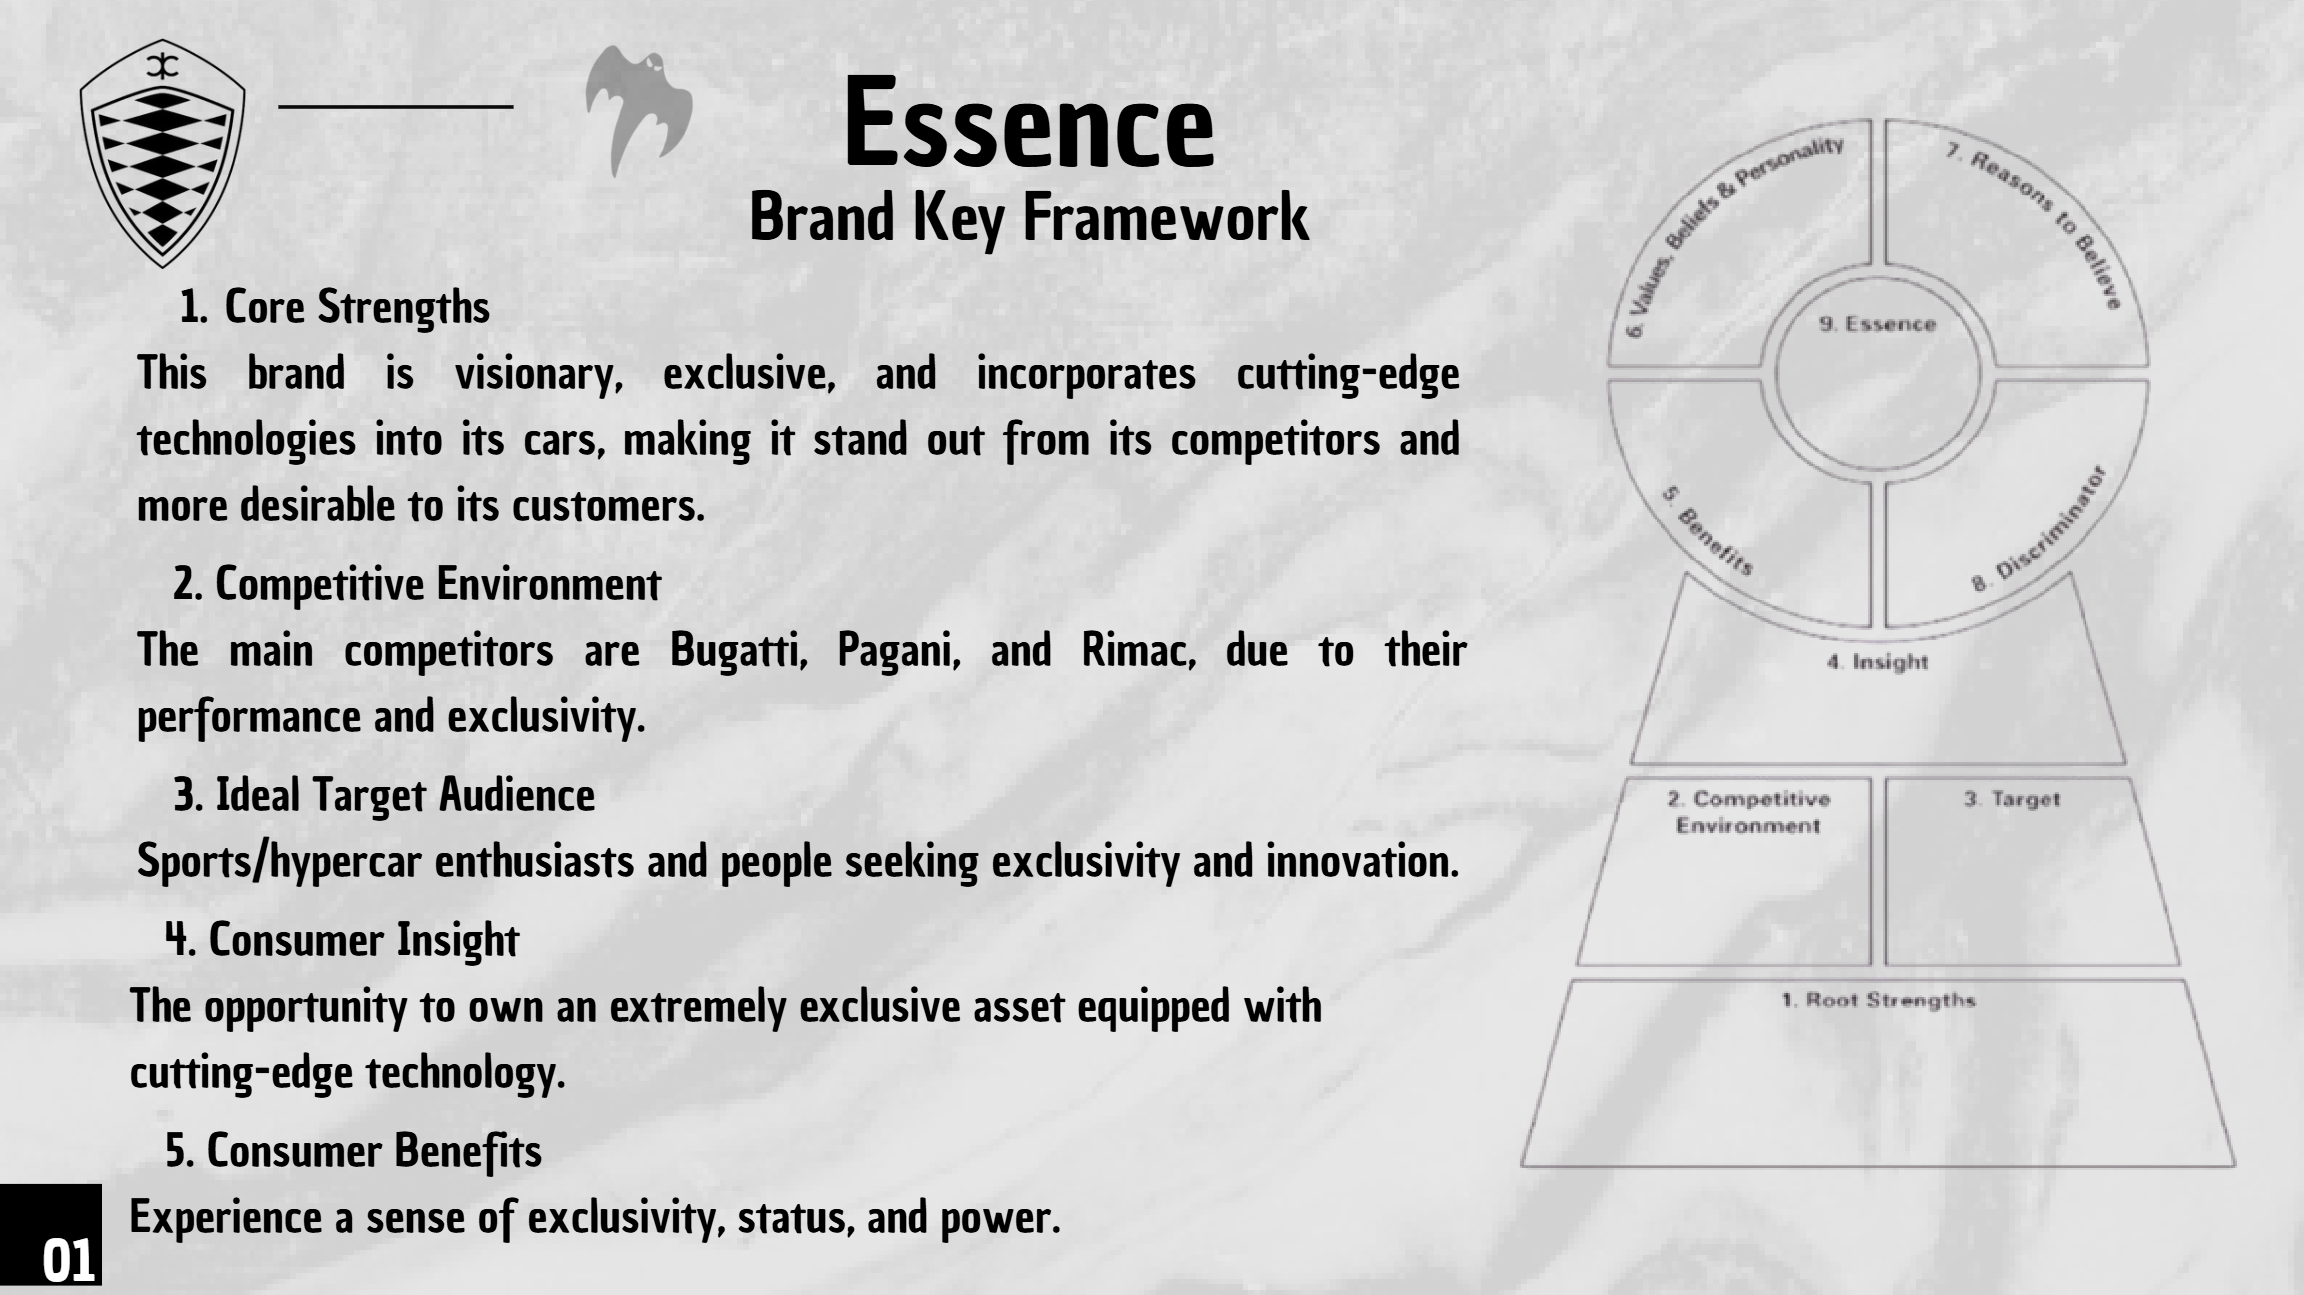 Essence
Brand Key Framework
1. Core Strengths
This brand is visionary, exclusive, and incorporates cutting-edge
technologies into its cars, making it stand out from its competitors and
more desirable to its customers.
2. Competitive Environment
The main competitors are Bugatti, Pagani, and Rimac, due to their
performance and exclusivity.
3. Ideal Target Audience
Sports/hypercar enthusiasts and people seeking exclusivity and innovation.
4. Consumer Insight
The opportunity to own an extremely exclusive asset equipped with
cutting-edge technology.
5. Consumer Benefits
Experience a sense of exclusivity, status, and power.
01
6. Values, Beliefs & Personality
7. Reasons to Believe
9. Essence
5. Benefits
8. Discriminator
4. Insight
2. Competitive
Environment
3. Target
1. Root Strengths